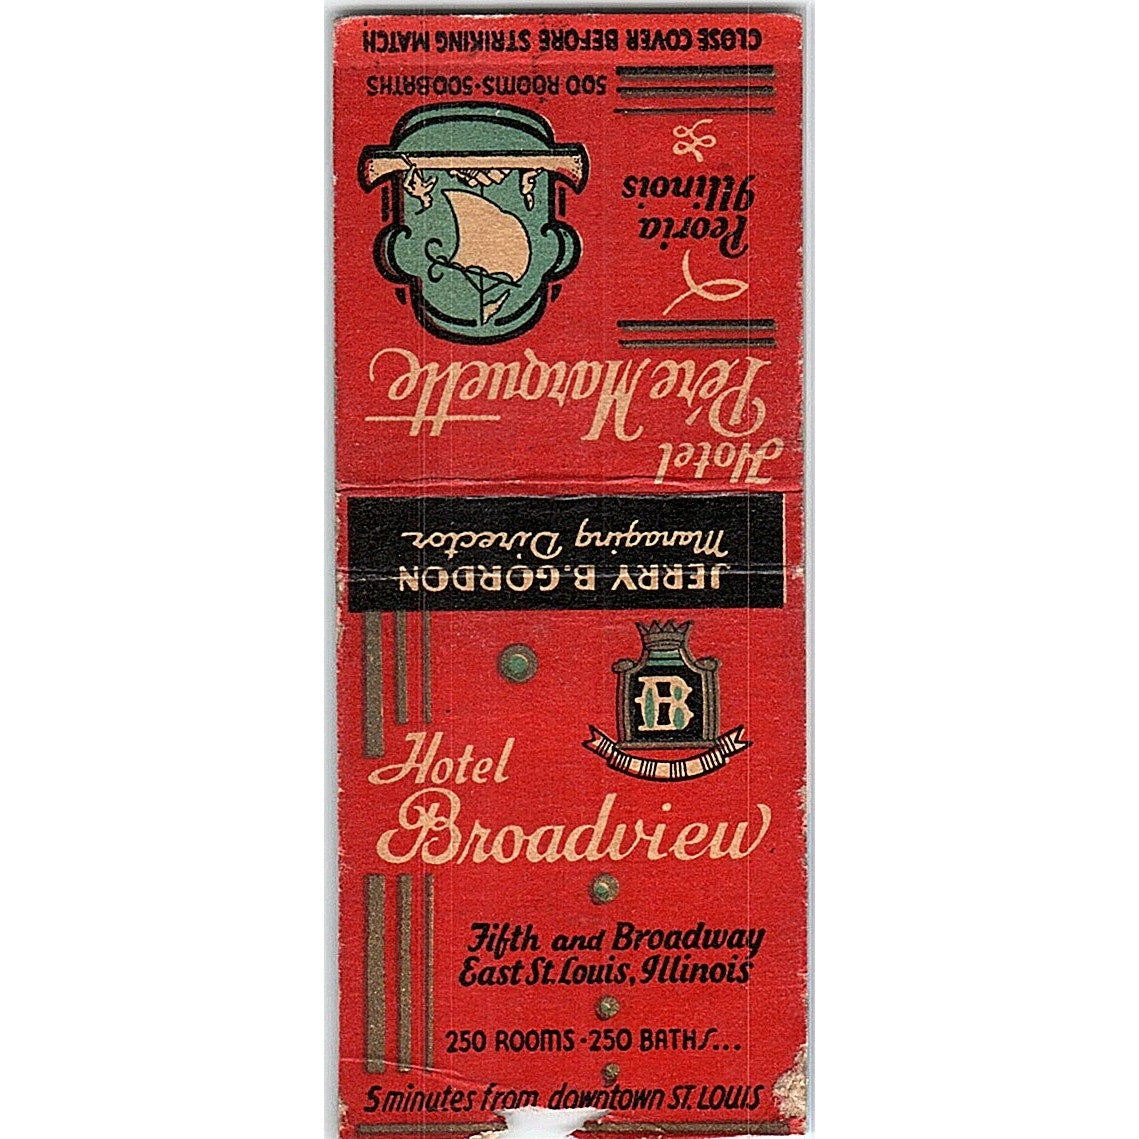 Hotel
Père Marquette
Peoria
Illinois
500 ROOMS·500 BATHS
CLOSE COVER BEFORE STRIKING MATCH
JERRY B. GORDON
Managing Director
B
Hotel
Broadview
Fifth and Broadway
East St. Louis, Illinois
250 ROOMS·250 BATHS...
5 minutes from downtown ST. LOUIS